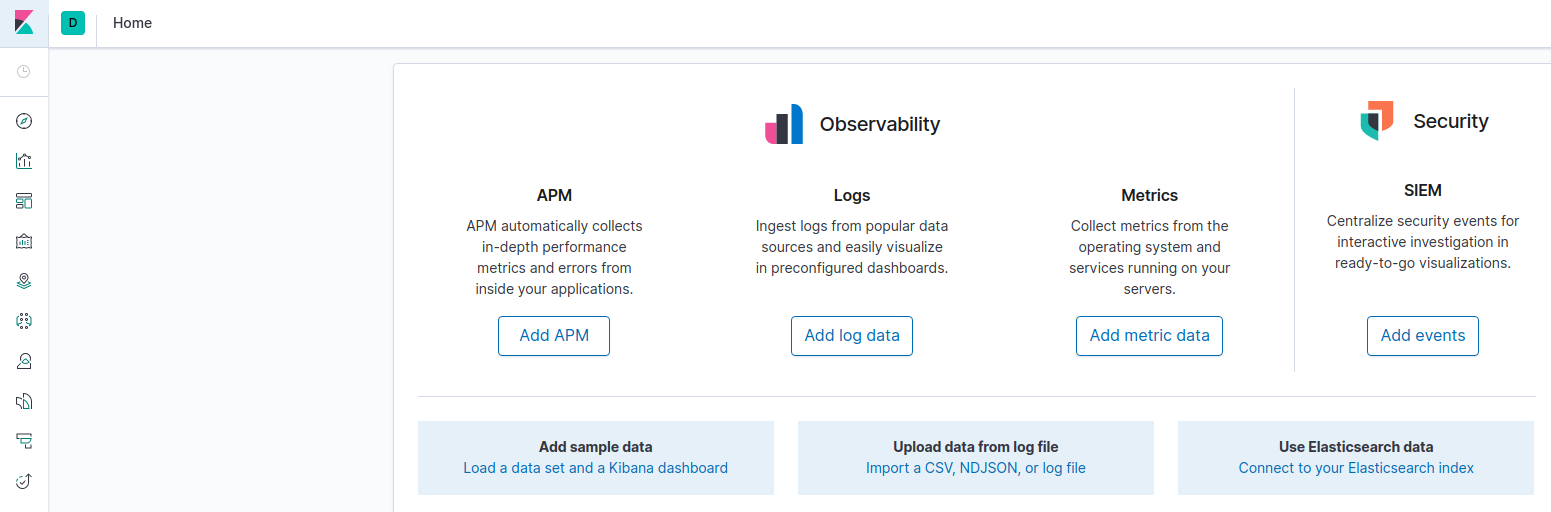 D
Home
Observability
Security
APM
APM automatically collects
in-depth performance
metrics and errors from
inside your applications.
Add APM
Logs
Ingest logs from popular data
sources and easily visualize
in preconfigured dashboards.
Add log data
Metrics
Collect metrics from the
operating system and
services running on your
servers.
Add metric data
SIEM
Centralize security events for
interactive investigation in
ready-to-go visualizations.
Add events
Add sample data
Load a data set and a Kibana dashboard
Upload data from log file
Import a CSV, NDJSON, or log file
Use Elasticsearch data
Connect to your Elasticsearch index